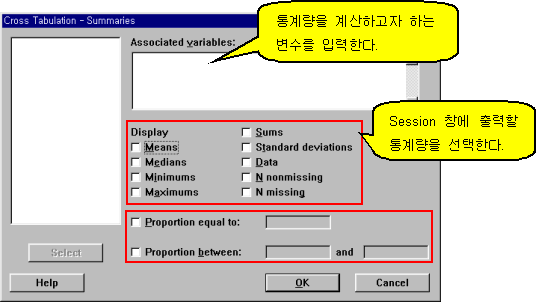 Cross Tabulation - Summaries
통계량을 계산하고자 하는
변수를 입력한다.
Associated variables:
Session 창에 출력할
통계량을 선택한다.
Display
Means
Medians
Minimums
Maximums
Sums
Standard deviations
Data
N nonmissing
N missing
Proportion equal to:
Proportion between: and
Select
Help OK Cancel